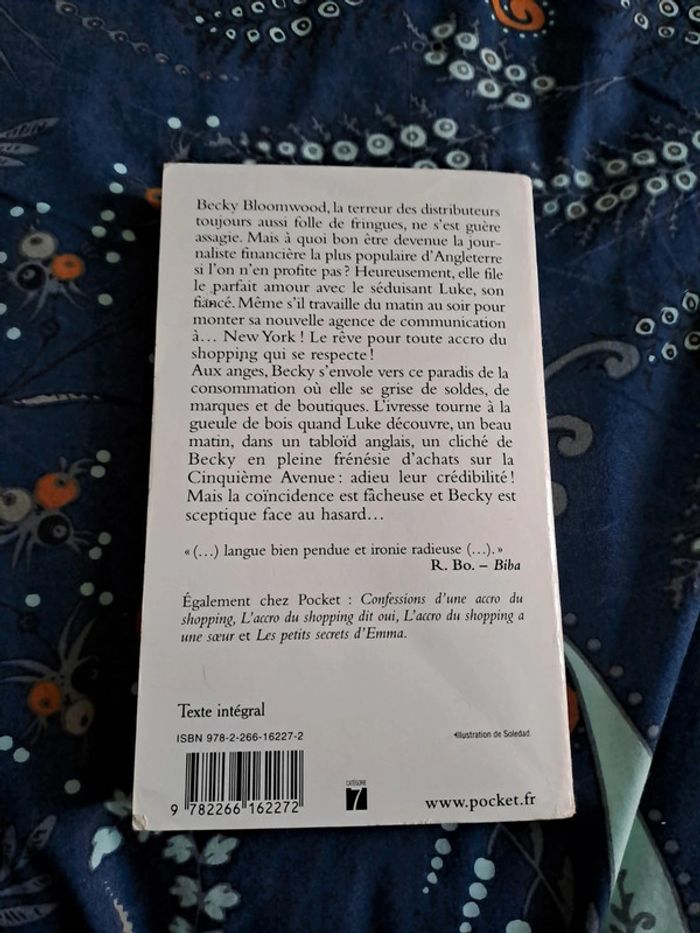 Becky Bloomwood, la terreur des distributeurs
toujours aussi folle de fringues, ne s'est guère
assagie. Mais à quoi bon être devenue la jour-
naliste financière la plus populaire d'Angleterre
si l'on n'en profite pas ? Heureusement, elle file
le parfait amour avec le séduisant Luke, son
fiancé. Même s'il travaille du matin au soir pour
monter sa nouvelle agence de communication
à… New York ! Le rêve pour toute accro du
shopping qui se respecte !
Aux anges, Becky s'envole vers ce paradis de la
consommation où elle se grise de soldes, de
marques et de boutiques. L'ivresse tourne à la
gueule de bois quand Luke découvre, un beau
matin, dans un tabloïd anglais, un cliché de
Becky en pleine frénésie d'achats sur la
Cinquième Avenue : adieu leur crédibilité !
Mais la coïncidence est fâcheuse et Becky est
sceptique face au hasard…
« (…) langue bien pendue et ironie radieuse (…). »
R. Bo. – Biba
Également chez Pocket : Confessions d'une accro du
shopping, L'accro du shopping dit oui, L'accro du shopping a
une sœur et Les petits secrets d'Emma.
Texte intégral
ISBN 978-2-266-16227-2
Illustration de Soledad.
9 782266 162272
CATÉGORIE
7
www.pocket.fr